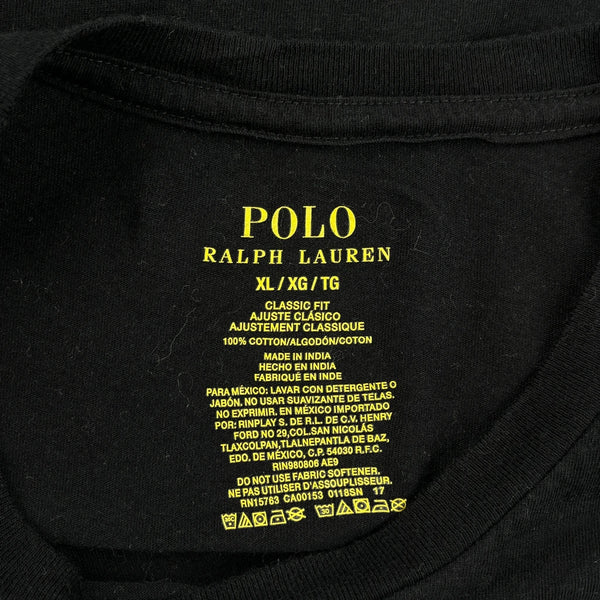 POLO
RALPH LAUREN
XL / XG / TG
CLASSIC FIT
AJUSTE CLÁSICO
AJUSTEMENT CLASSIQUE
100% COTTON/ALGODÓN/COTON
MADE IN INDIA
HECHO EN INDIA
FABRIQUÉ EN INDE
PARA MÉXICO: LAVAR CON DETERGENTE O
JABÓN. NO USAR SUAVIZANTE DE TELAS.
NO EXPRIMIR. EN MÉXICO IMPORTADO
POR: RINPLAY S. DE R.L. DE C.V. HENRY
FORD NO 29,COL.SAN NICOLÁS
TLAXCOLPAN,TLALNEPANTLA DE BAZ,
EDO. DE MÉXICO, C.P. 54030 R.F.C.
RIN980806 AE9
DO NOT USE FABRIC SOFTENER.
NE PAS UTILISER D'ASSOUPLISSEUR.
RN15763 CA00153 0118SN 17